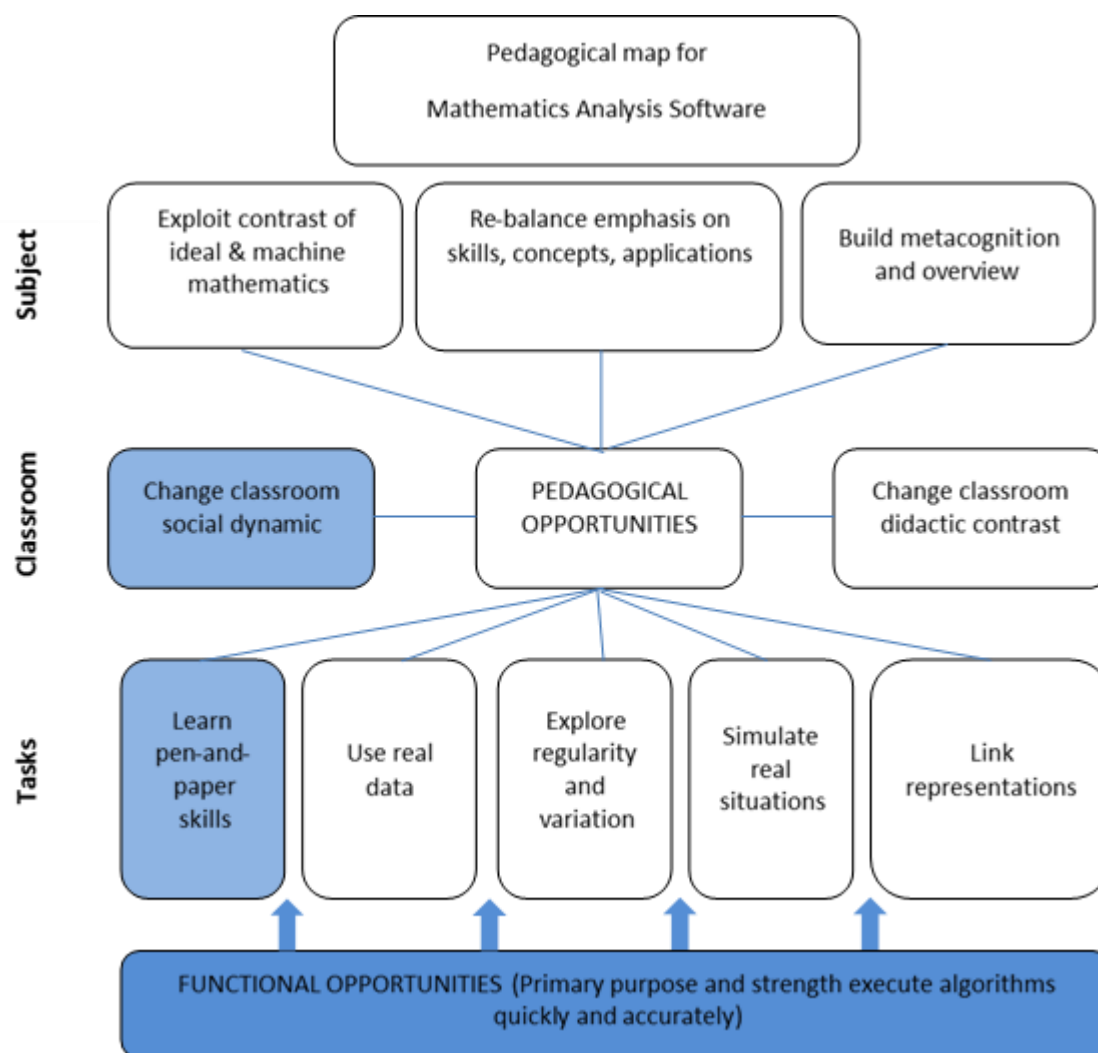 Pedagogical map for
Mathematics Analysis Software
Subject
Exploit contrast of
ideal & machine
mathematics
Re-balance emphasis on
skills, concepts, applications
Build metacognition
and overview
Classroom
Change classroom
social dynamic
PEDAGOGICAL
OPPORTUNITIES
Change classroom
didactic contrast
Tasks
Learn
pen-and-
paper
skills
Use real
data
Explore
regularity
and
variation
Simulate
real
situations
Link
representations
FUNCTIONAL OPPORTUNITIES (Primary purpose and strength execute algorithms
quickly and accurately)